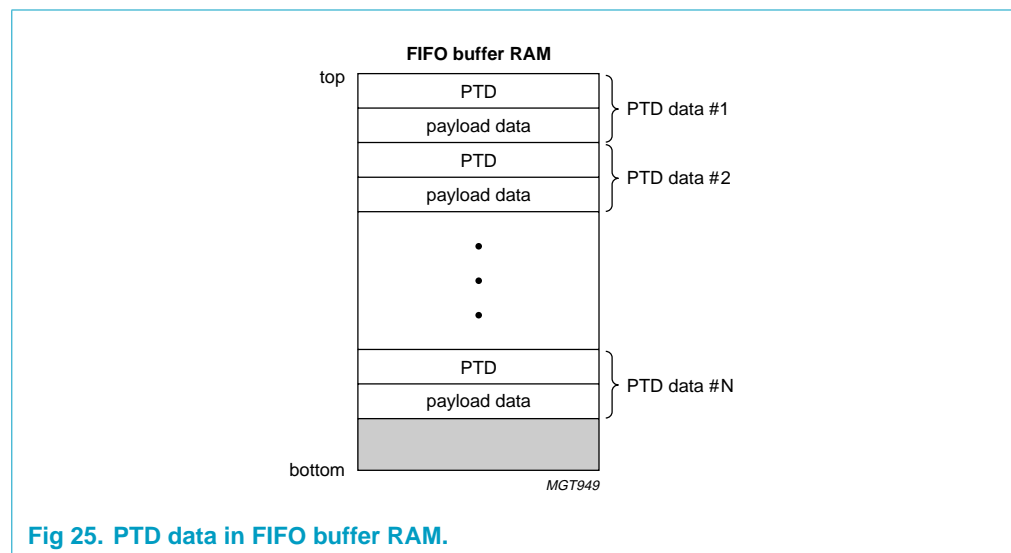 FIFO buffer RAM
top
PTD
payload data
PTD data #1
PTD
payload data
PTD data #2
PTD
payload data
PTD data #N
bottom
MGT949
Fig 25. PTD data in FIFO buffer RAM.